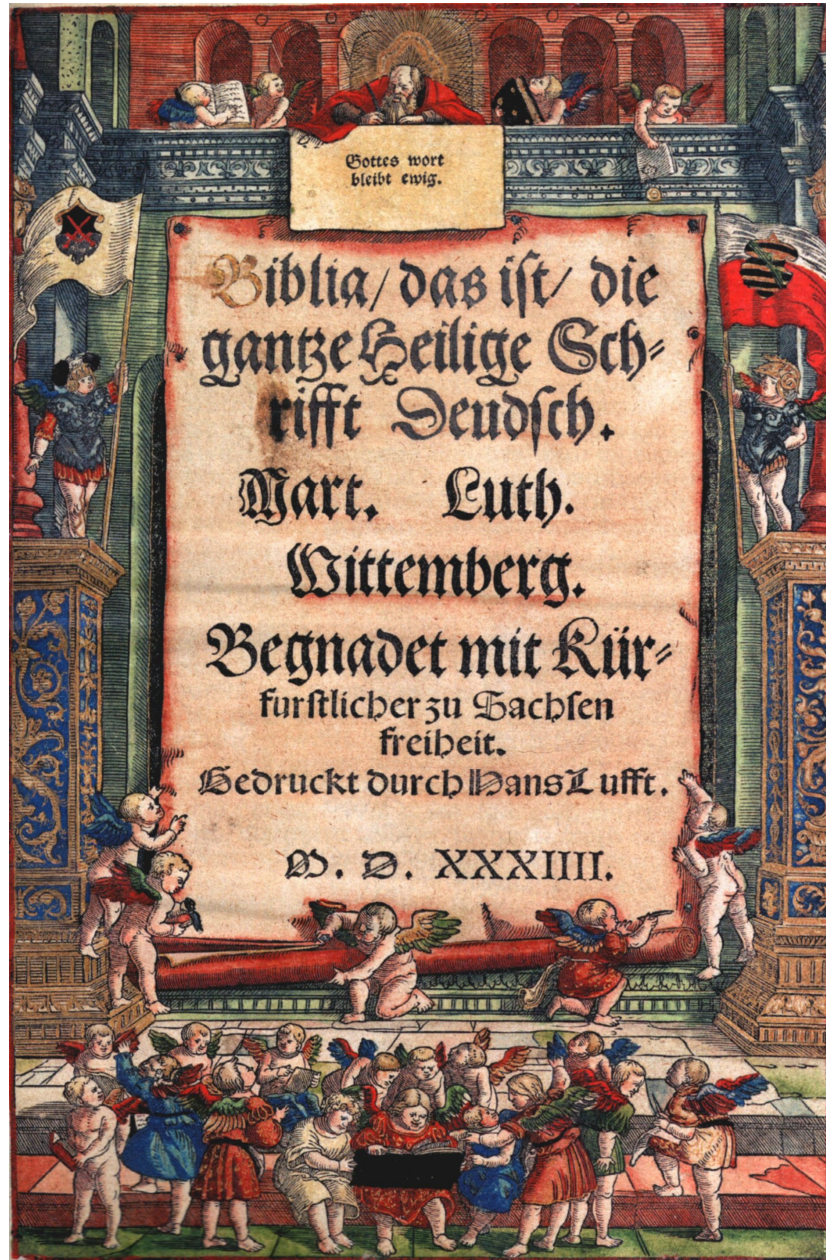 Gottes wort
bleibt ewig.
Biblia/ das ist/ die
gantze Heilige Sch⸗
rifft Deudsch.
Mart. Luth.
Wittemberg.
Begnadet mit Kür⸗
furstlicher zu Sachsen
freiheit.
Gedruckt durch Hans Lufft.
M. D. XXXIIII.